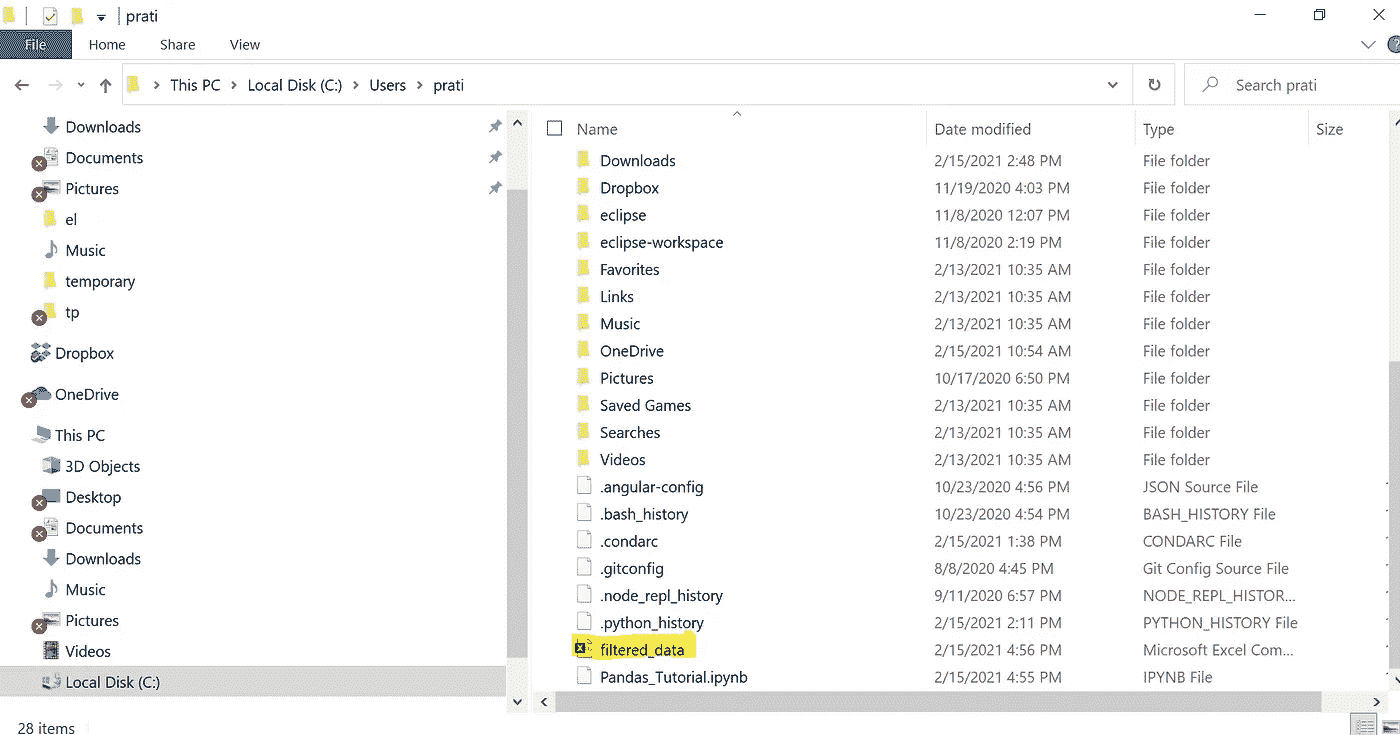 prati
File Home Share View
This PC > Local Disk (C:) > Users > prati
Search prati
Downloads
Documents
Pictures
el
Music
temporary
tp
Dropbox
OneDrive
This PC
3D Objects
Desktop
Documents
Downloads
Music
Pictures
Videos
Local Disk (C:)
Name Date modified Type Size
Downloads 2/15/2021 2:48 PM File folder
Dropbox 11/19/2020 4:03 PM File folder
eclipse 11/8/2020 12:07 PM File folder
eclipse-workspace 11/8/2020 2:19 PM File folder
Favorites 2/13/2021 10:35 AM File folder
Links 2/13/2021 10:35 AM File folder
Music 2/13/2021 10:35 AM File folder
OneDrive 2/15/2021 10:54 AM File folder
Pictures 10/17/2020 6:50 PM File folder
Saved Games 2/13/2021 10:35 AM File folder
Searches 2/13/2021 10:35 AM File folder
Videos 2/13/2021 10:35 AM File folder
.angular-config 10/23/2020 4:56 PM JSON Source File
.bash_history 10/23/2020 4:54 PM BASH_HISTORY File
.condarc 2/15/2021 1:38 PM CONDARC File
.gitconfig 8/8/2020 4:45 PM Git Config Source File
.node_repl_history 9/11/2020 6:57 PM NODE_REPL_HISTOR...
.python_history 2/15/2021 2:11 PM PYTHON_HISTORY File
filtered_data 2/15/2021 4:56 PM Microsoft Excel Com...
Pandas_Tutorial.ipynb 2/15/2021 4:55 PM IPYNB File
28 items